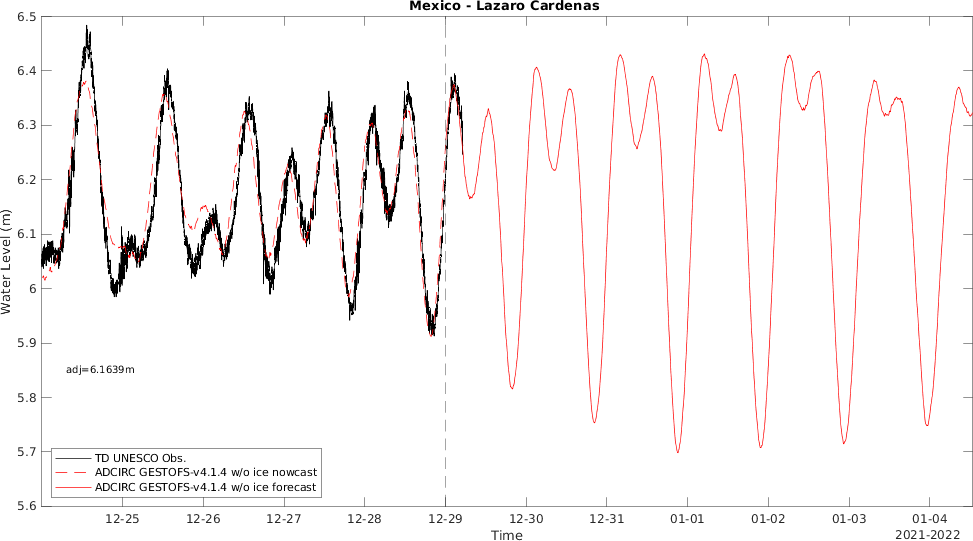 Mexico - Lazaro Cardenas
6.5
6.4
6.3
6.2
6.1
6
5.9
5.8
5.7
5.6
Water Level (m)
adj=6.1639m
TD UNESCO Obs.
ADCIRC GESTOFS-v4.1.4 w/o ice nowcast
ADCIRC GESTOFS-v4.1.4 w/o ice forecast
12-25 12-26 12-27 12-28 12-29 12-30 12-31 01-01 01-02 01-03 01-04
Time
2021-2022